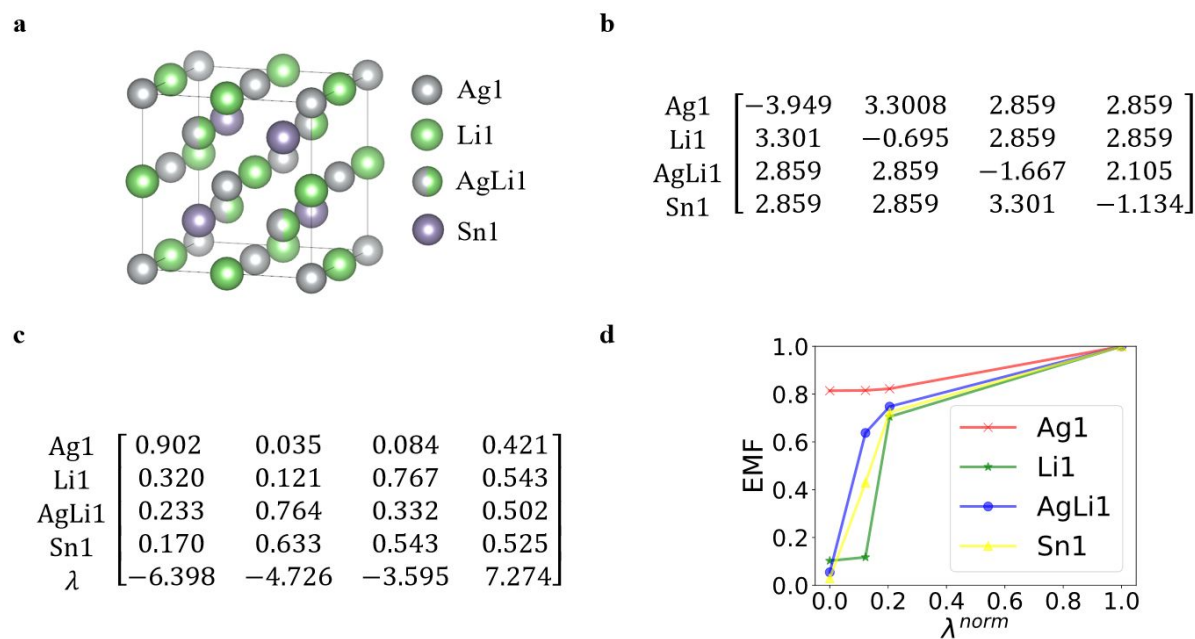 a
Ag1
Li1
AgLi1
Sn1
b
Ag1 −3.949 3.3008 2.859 2.859
Li1 3.301 −0.695 2.859 2.859
AgLi1 2.859 2.859 −1.667 2.105
Sn1 2.859 2.859 3.301 −1.134
c
Ag1 0.902 0.035 0.084 0.421
Li1 0.320 0.121 0.767 0.543
AgLi1 0.233 0.764 0.332 0.502
Sn1 0.170 0.633 0.543 0.525
λ −6.398 −4.726 −3.595 7.274
d
1.0
0.8
0.6
0.4
0.2
0.0
EMF
Ag1
Li1
AgLi1
Sn1
0.0 0.2 0.4 0.6 0.8 1.0
λnorm